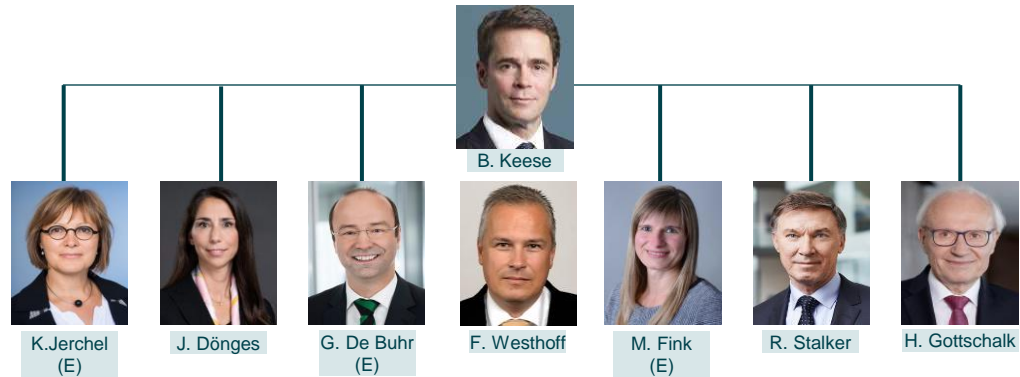 B. Keese
K.Jerchel
(E)
J. Dönges
G. De Buhr
(E)
F. Westhoff
M. Fink
(E)
R. Stalker
H. Gottschalk